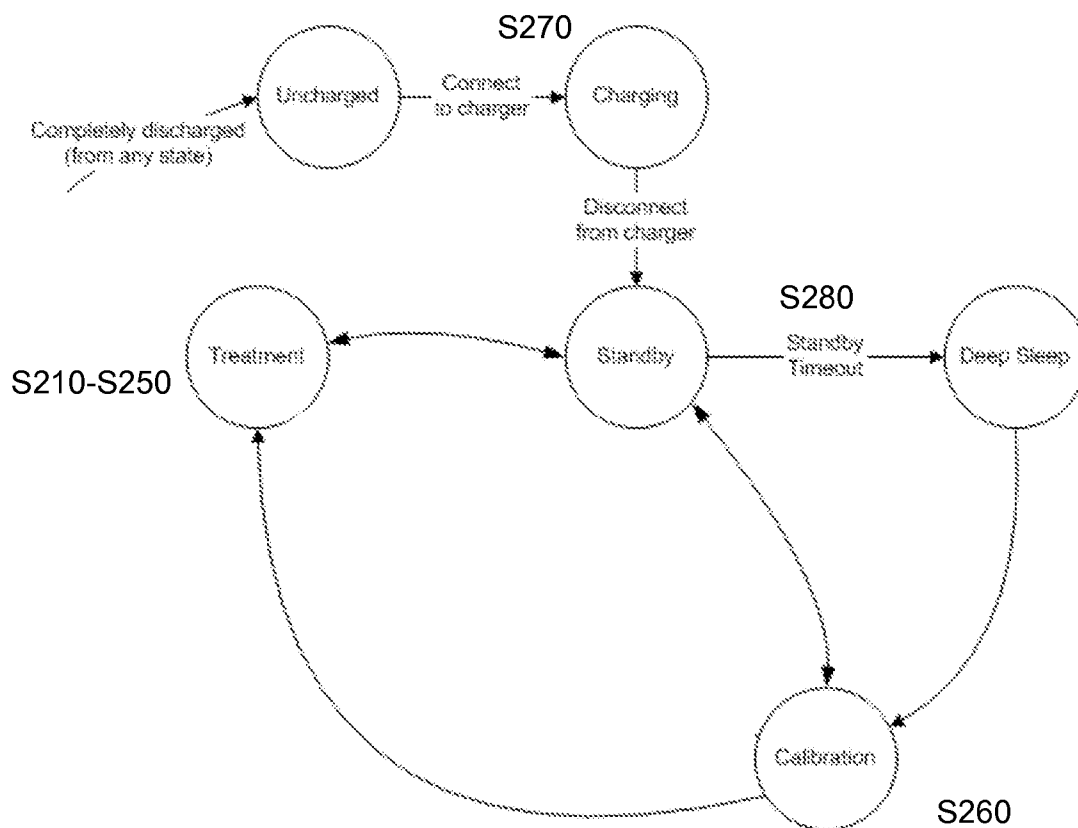 S270
Uncharged
Connect
to charger
Charging
Completely discharged
(from any state)
Disconnect
from charger
S280
Treatment
Standby
Standby
Timeout
Deep Sleep
S210-S250
Calibration
S260